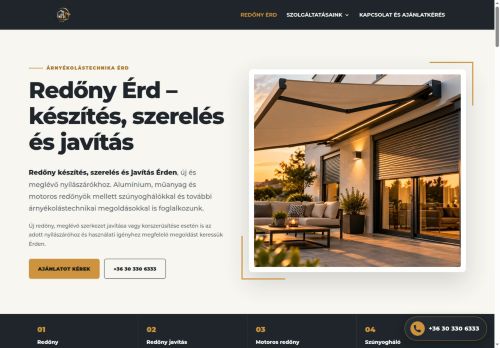 REDŐNY ÉRD
SZOLGÁLTATÁSAINK
KAPCSOLAT ÉS AJÁNLATKÉRÉS
ÁRNYÉKOLÁSTECHNIKA ÉRD
Redőny Érd –
készítés, szerelés
és javítás
Redőny készítés, szerelés és javítás Érden, új és
meglévő nyílászárókhoz. Alumínium, műanyag és
motoros redőnyök mellett szúnyoghálókkal és további
árnyékolástechnikai megoldásokkal is foglalkozunk.
Új redőny, meglévő szerkezet javítása vagy korszerűsítése esetén is az
adott nyílászáróhoz és használati igényhez megfelelő megoldást keressük
Érden.
AJÁNLATOT KÉREK
+36 30 330 6333
01
Redőny
02
Redőny javítás
03
Motoros redőny
04
Szúnyogháló
+36 30 330 6333